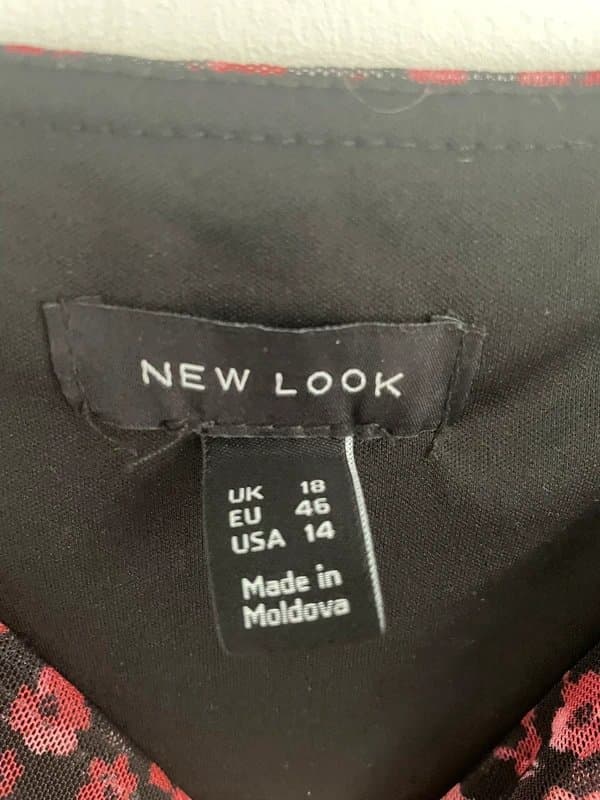 NEW LOOK
UK 18
EU 46
USA 14
Made in
Moldova